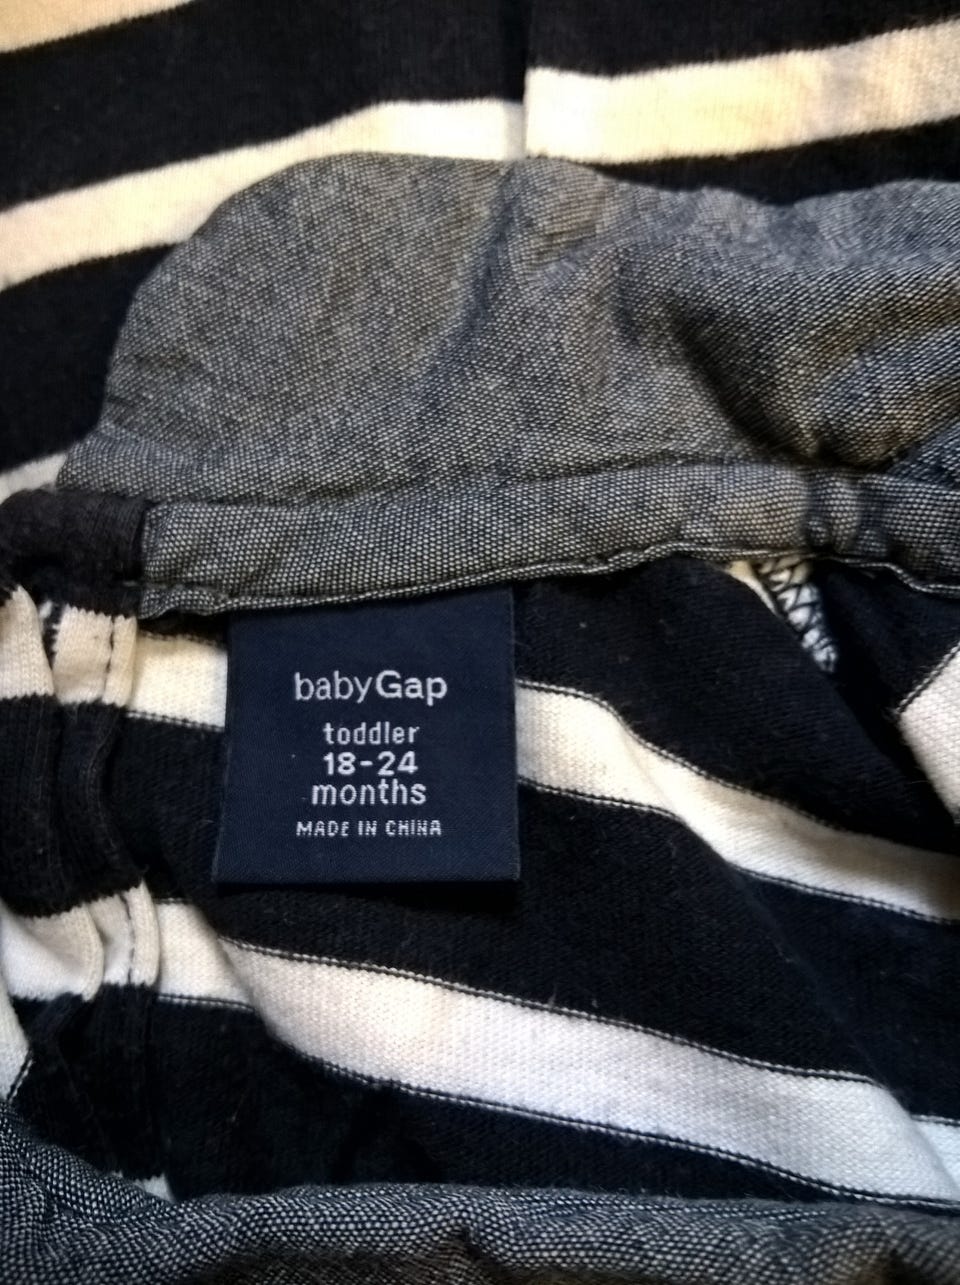 babyGap
toddler
18-24
months
MADE IN CHINA